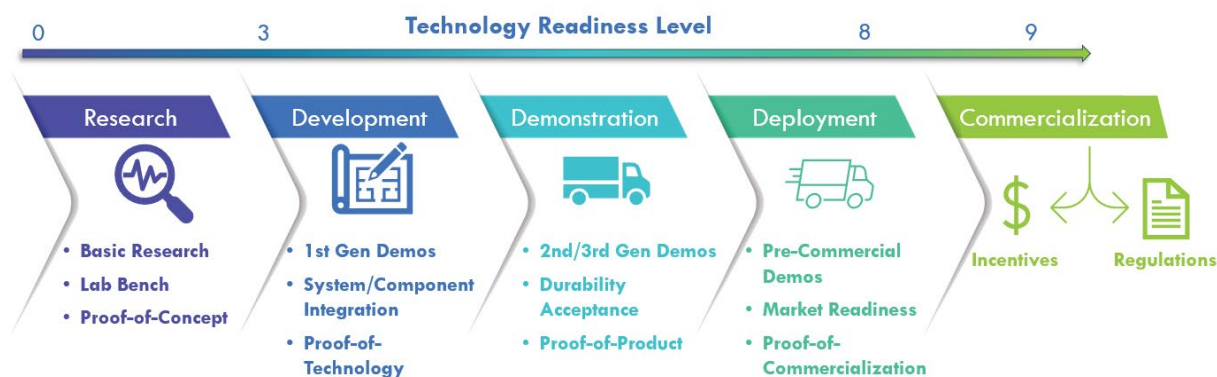 Technology Readiness Level
0 3 8 9
Research
Development
Demonstration
Deployment
Commercialization
• Basic Research
• Lab Bench
• Proof-of-Concept
• 1st Gen Demos
• System/Component
Integration
• Proof-of-
Technology
• 2nd/3rd Gen Demos
• Durability
Acceptance
• Proof-of-Product
• Pre-Commercial
Demos
• Market Readiness
• Proof-of-
Commercialization
$
Incentives
Regulations